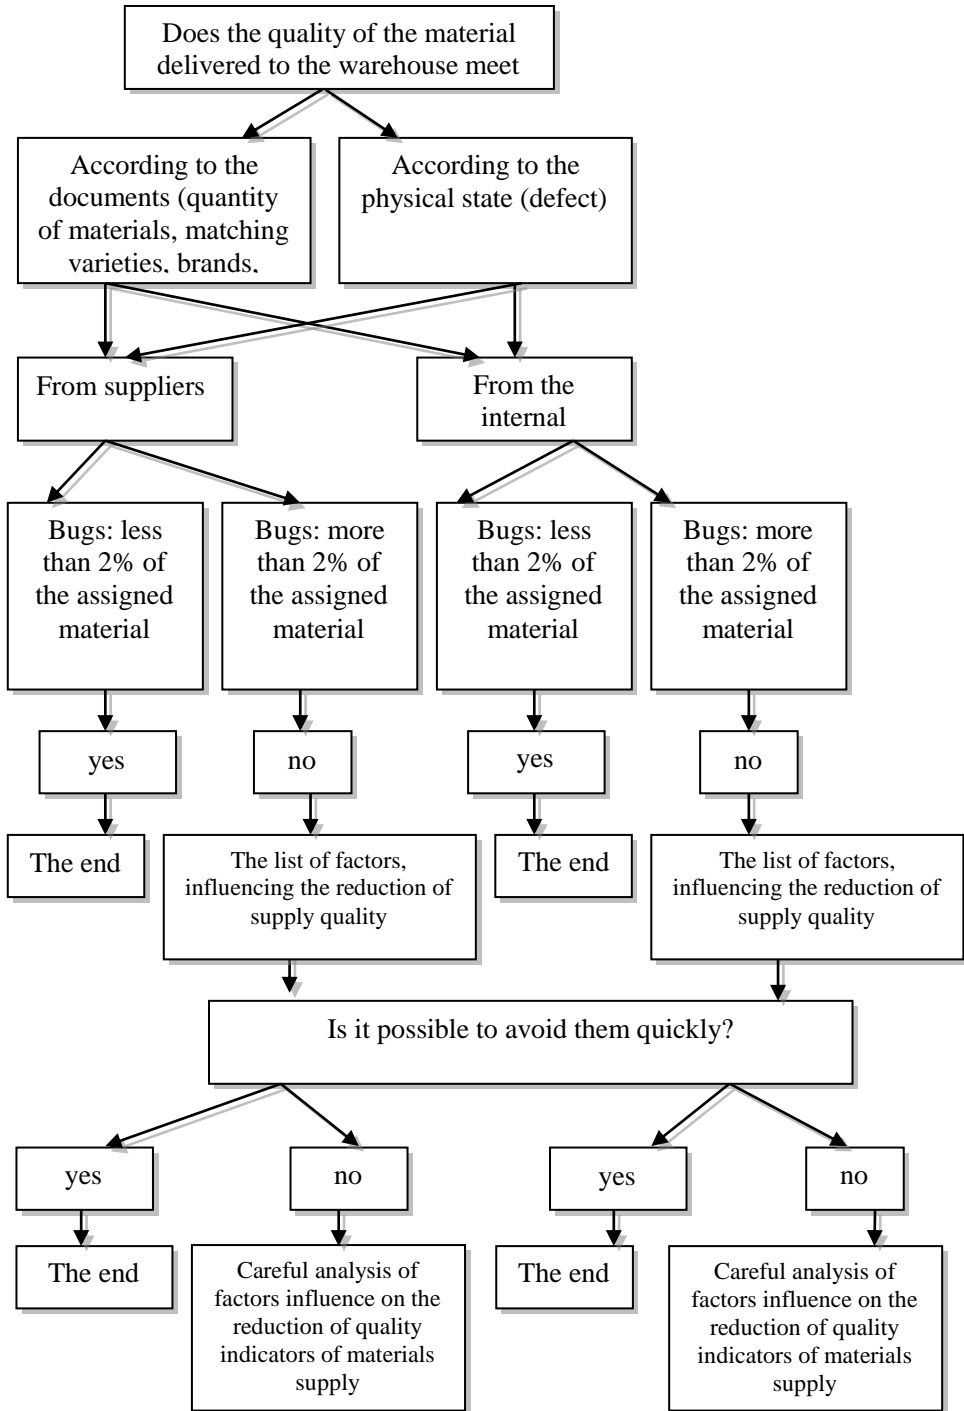 Does the quality of the material
delivered to the warehouse meet
According to the
documents (quantity
of materials, matching
varieties, brands,
According to the
physical state (defect)
From suppliers
From the
internal
Bugs: less
than 2% of
the assigned
material
Bugs: more
than 2% of
the assigned
material
Bugs: less
than 2% of
the assigned
material
Bugs: more
than 2% of
the assigned
material
yes
no
yes
no
The end
The list of factors,
influencing the reduction of
supply quality
The end
The list of factors,
influencing the reduction of
supply quality
Is it possible to avoid them quickly?
yes
no
yes
no
The end
Careful analysis of
factors influence on the
reduction of quality
indicators of materials
supply
The end
Careful analysis of
factors influence on the
reduction of quality
indicators of materials
supply